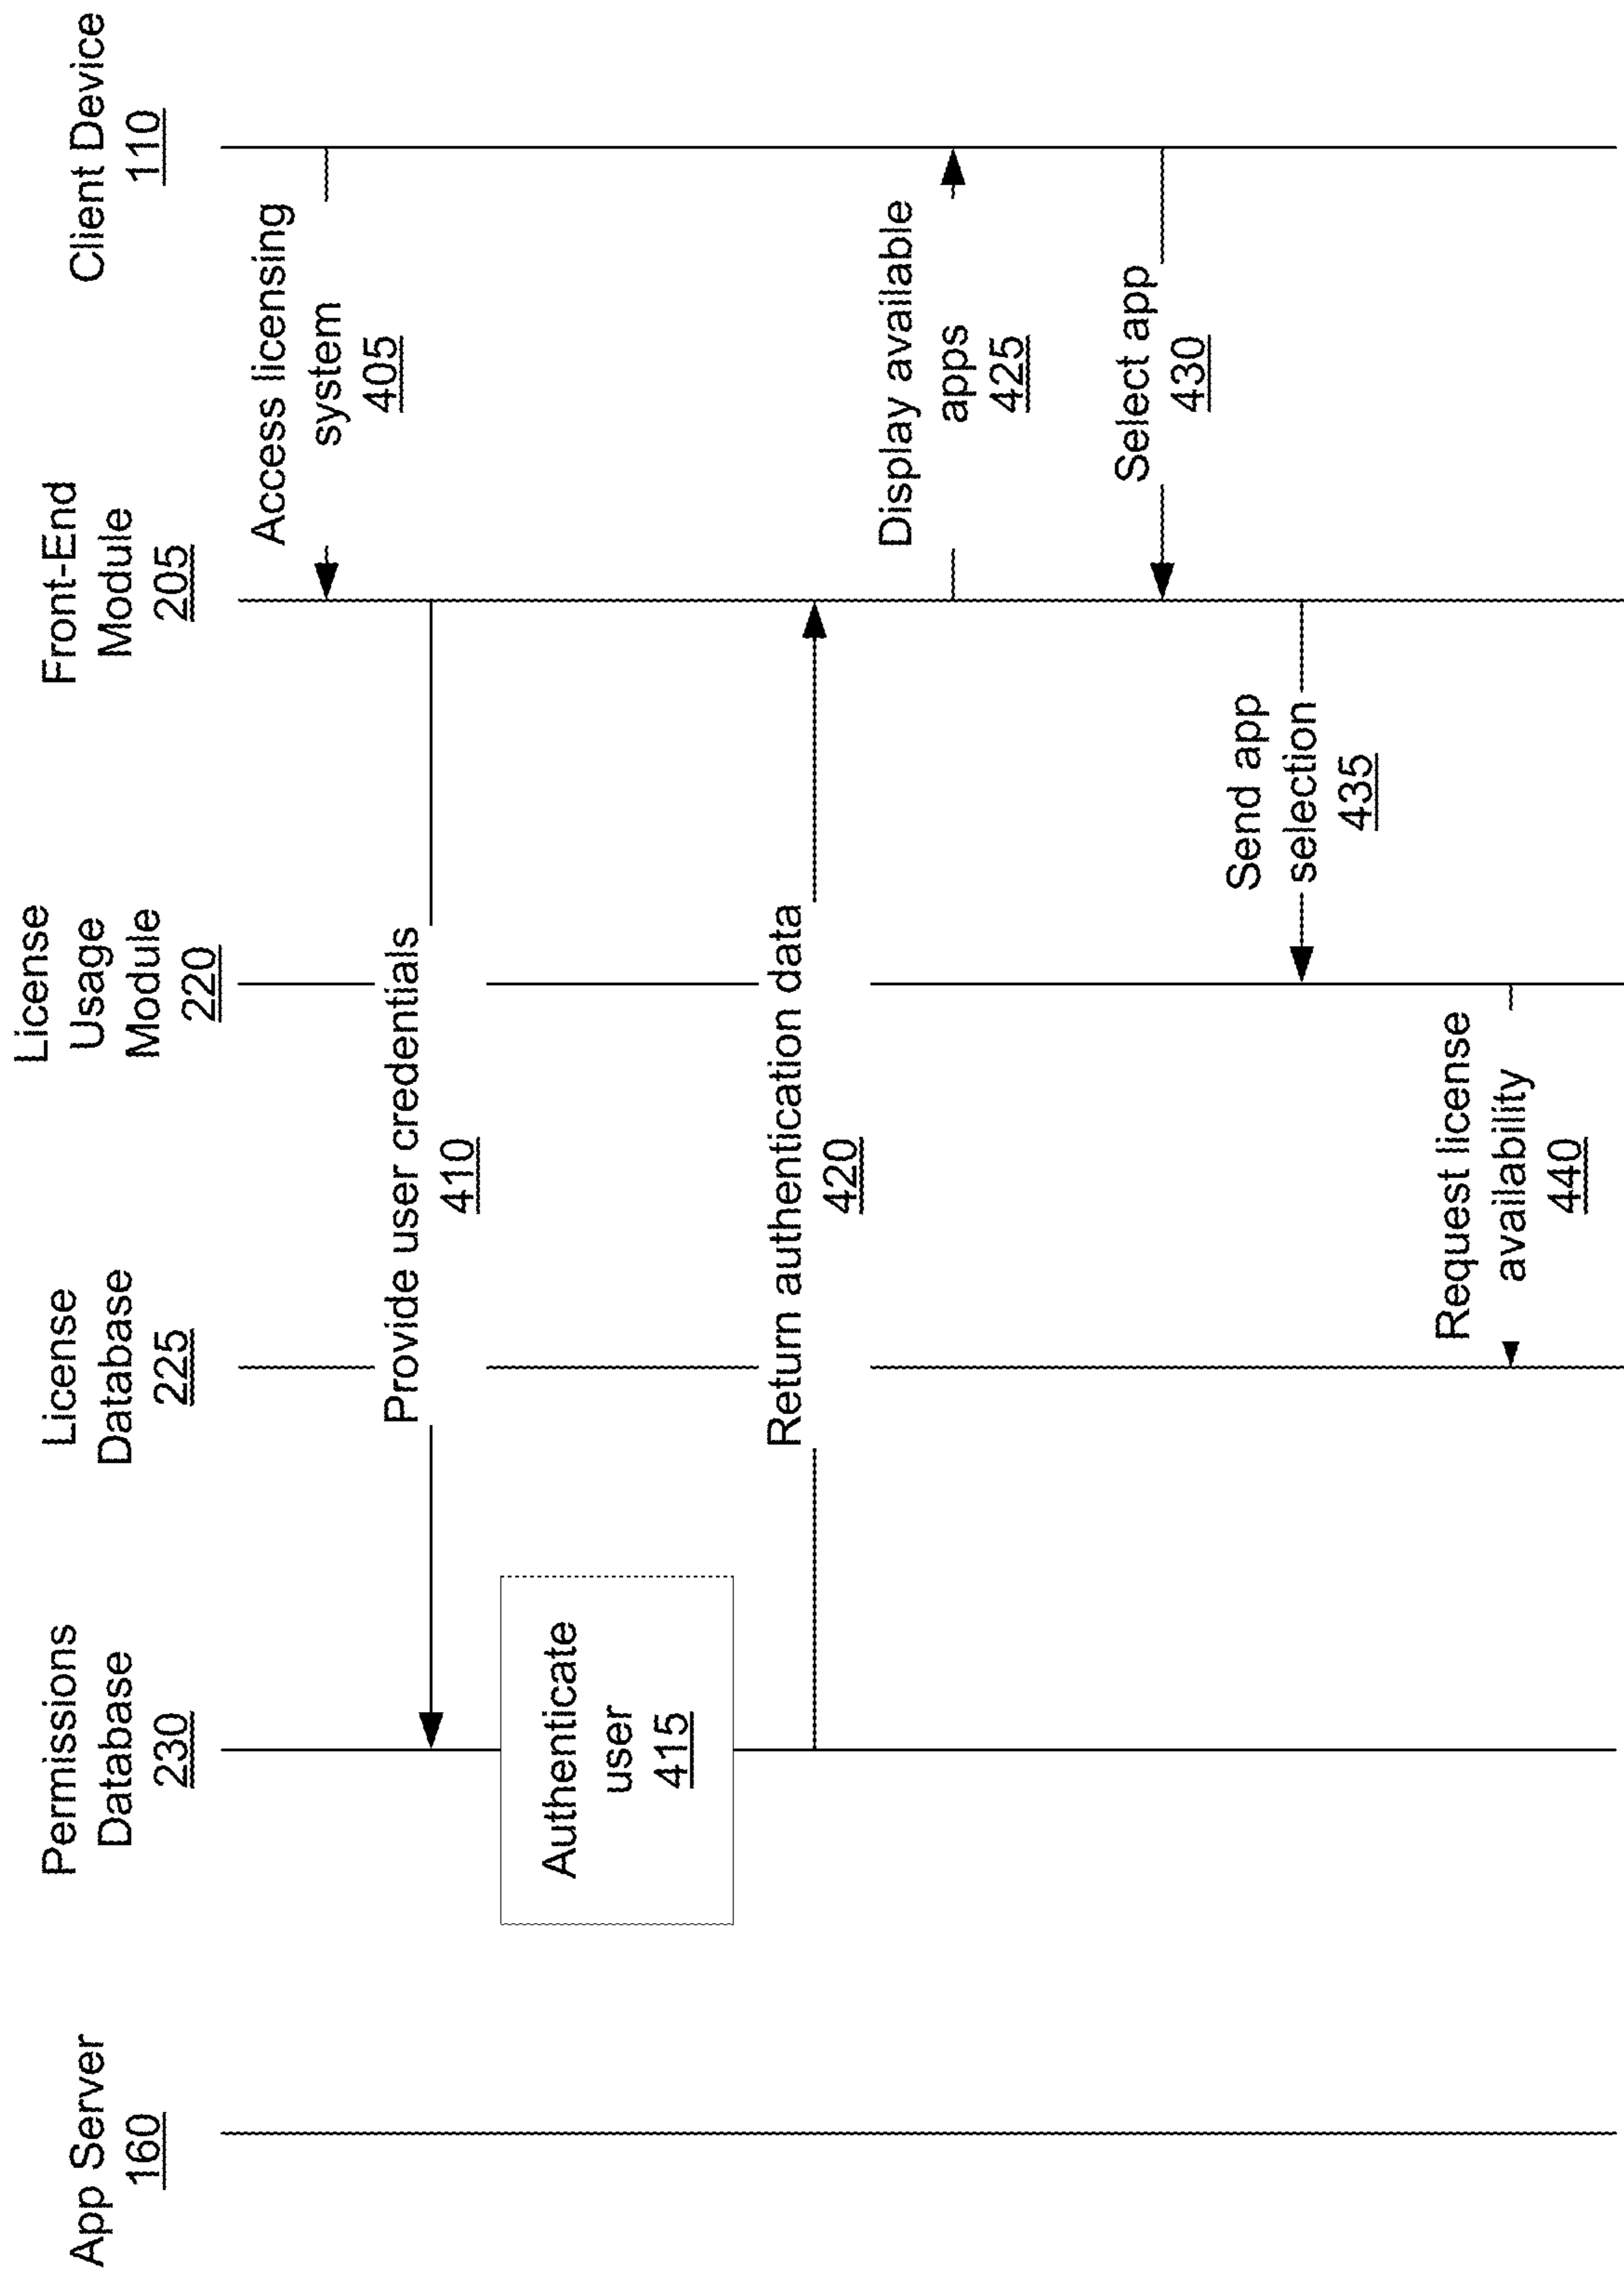 App Server
160
Permissions
Database
230
License
Database
225
License
Usage
Module
220
Front-End
Module
205
Client Device
110
Access licensing
system
405
Provide user credentials
410
Authenticate
user
415
Return authentication data
420
Display available
apps
425
Select app
430
Send app
selection
435
Request license
availability
440